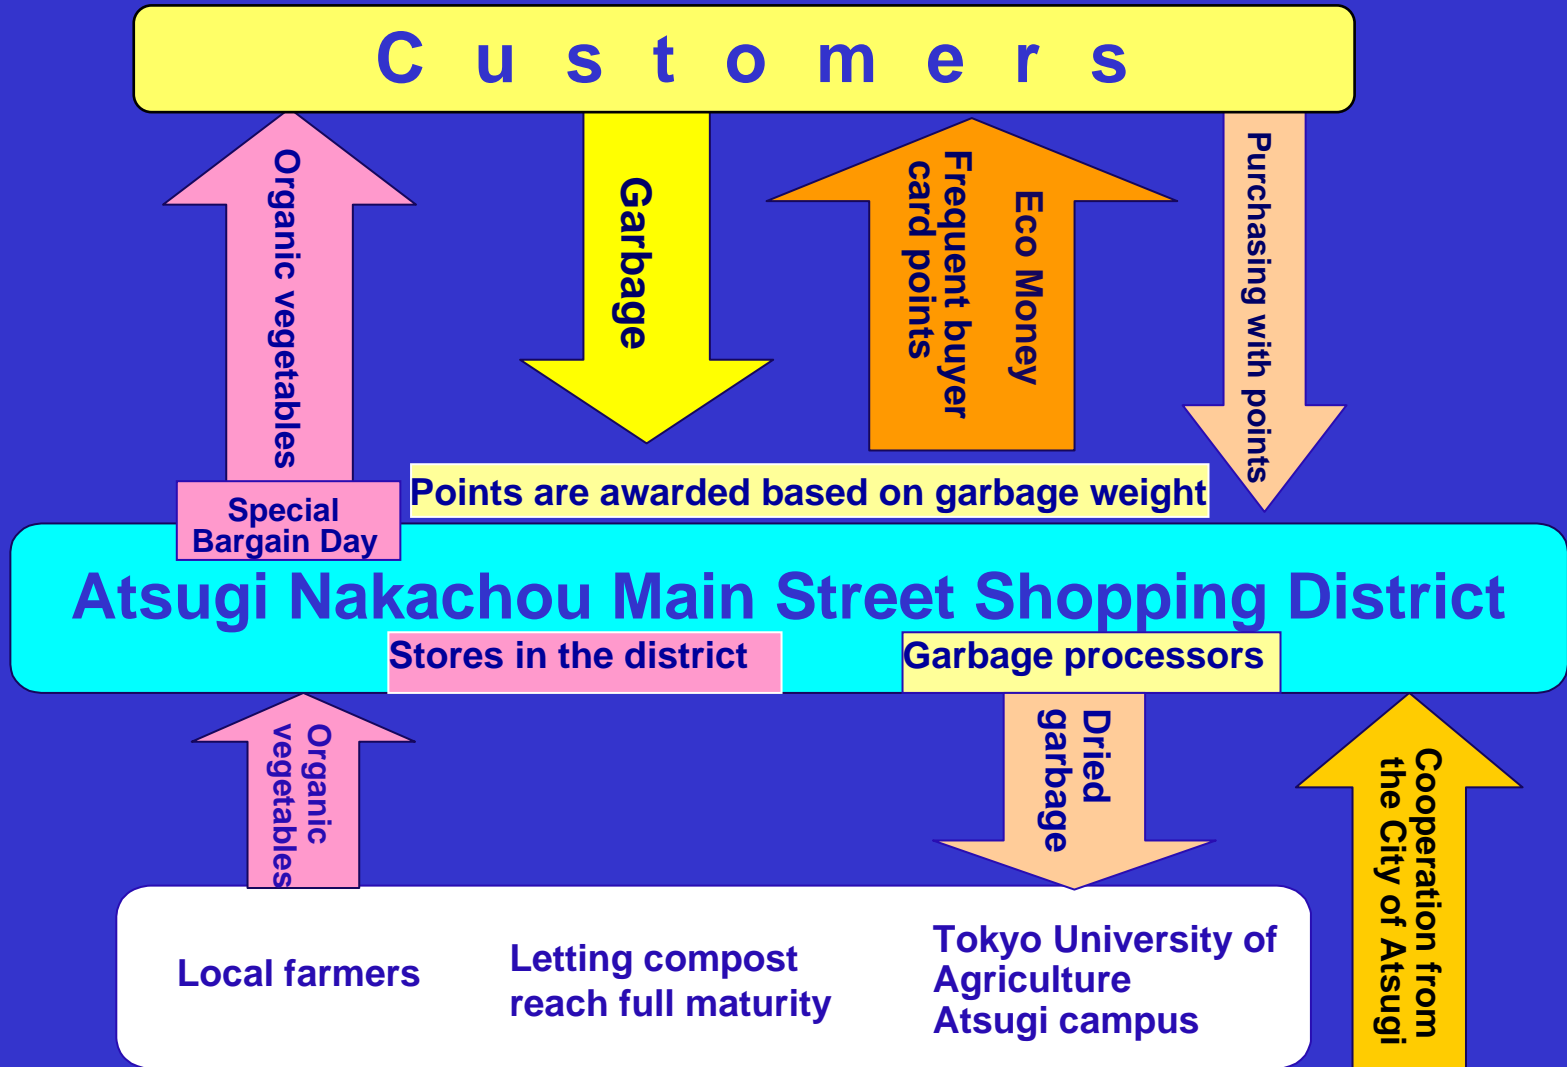 C u s t o m e r s
Organic vegetables
Garbage
Eco Money
Frequent buyer
card points
Purchasing with points
Points are awarded based on garbage weight
Special
Bargain Day
Atsugi Nakachou Main Street Shopping District
Stores in the district
Garbage processors
Organic
vegetables
Dried
garbage
Cooperation from
the City of Atsugi
Local farmers
Letting compost
reach full maturity
Tokyo University of
Agriculture
Atsugi campus